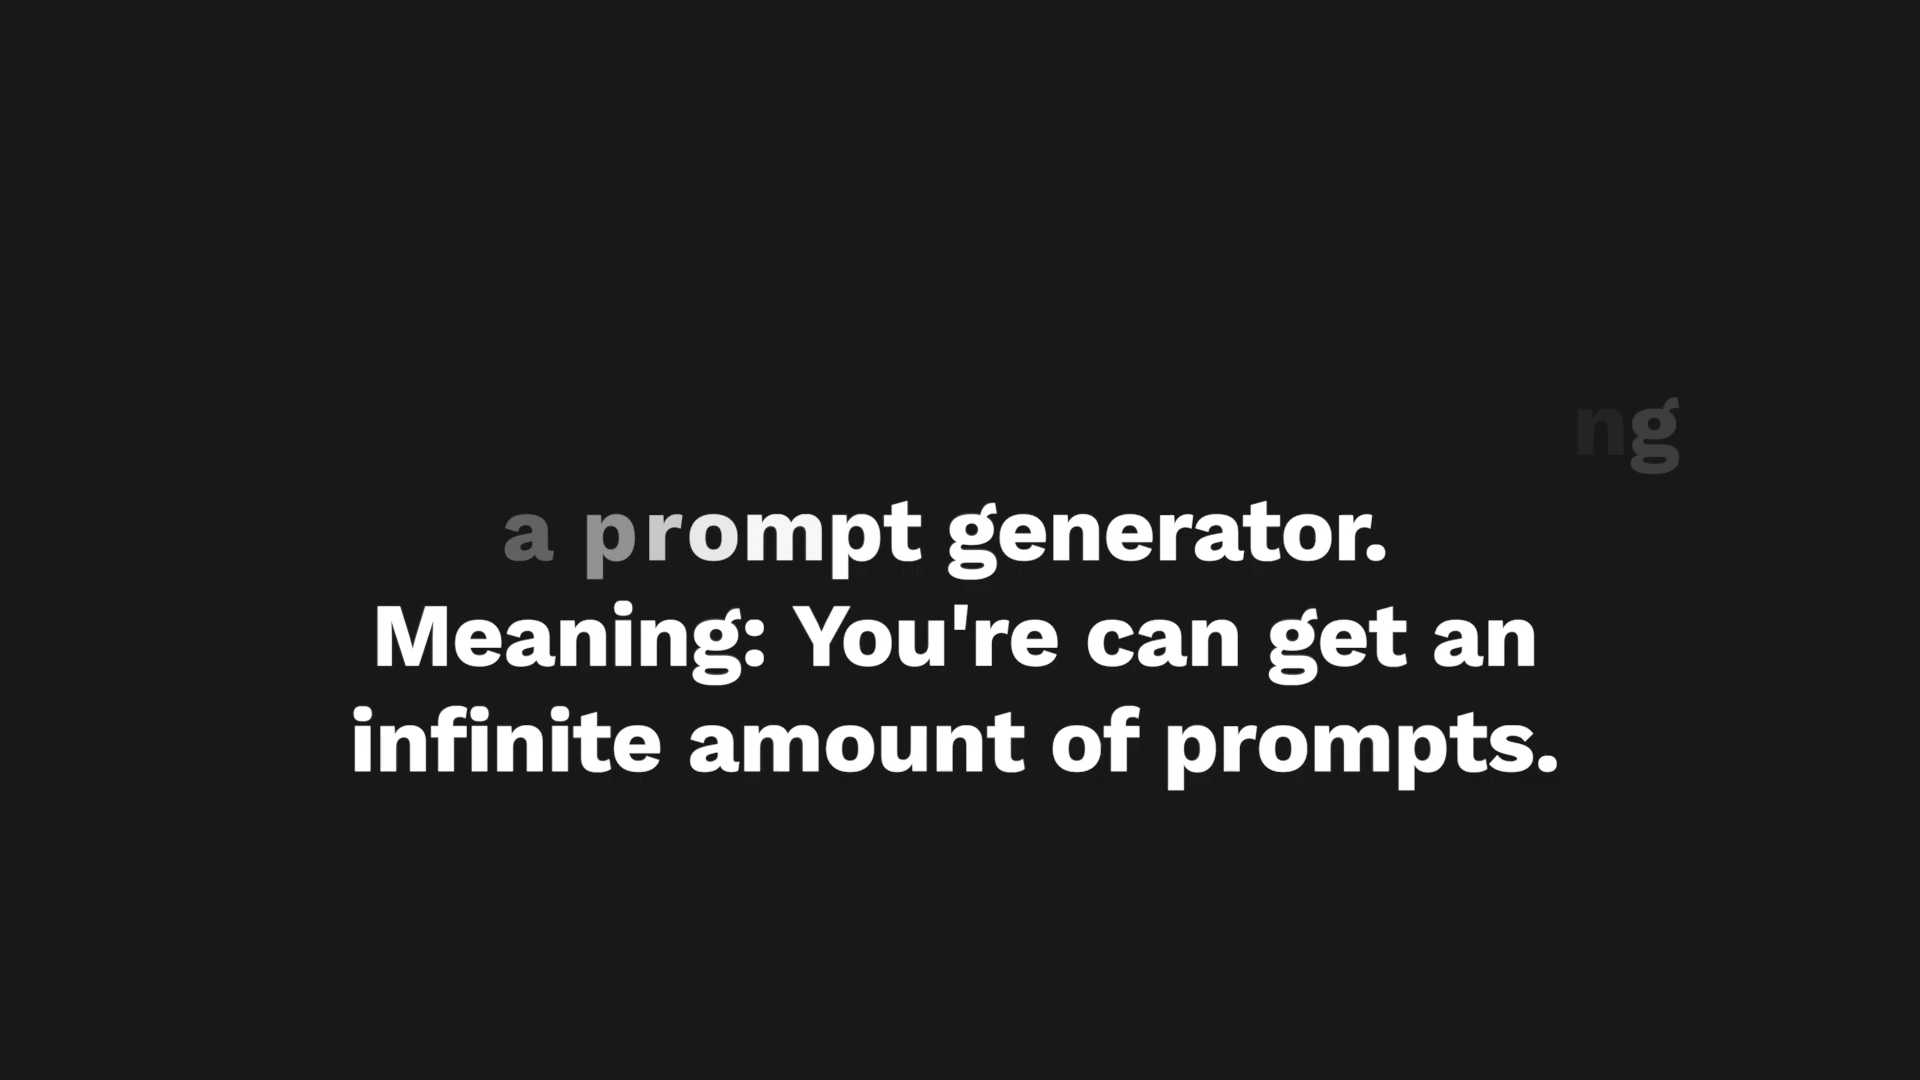 ng
a prompt generator.
Meaning: You're can get an
infinite amount of prompts.